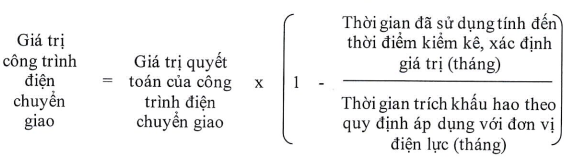 Giá trị
công trình
điện
chuyển
giao
=
Giá trị quyết
toán của công
trình điện
chuyển giao
x
1 -
Thời gian đã sử dụng tính đến
thời điểm kiểm kê, xác định
giá trị (tháng)
Thời gian trích khấu hao theo
quy định áp dụng với đơn vị
điện lực (tháng)